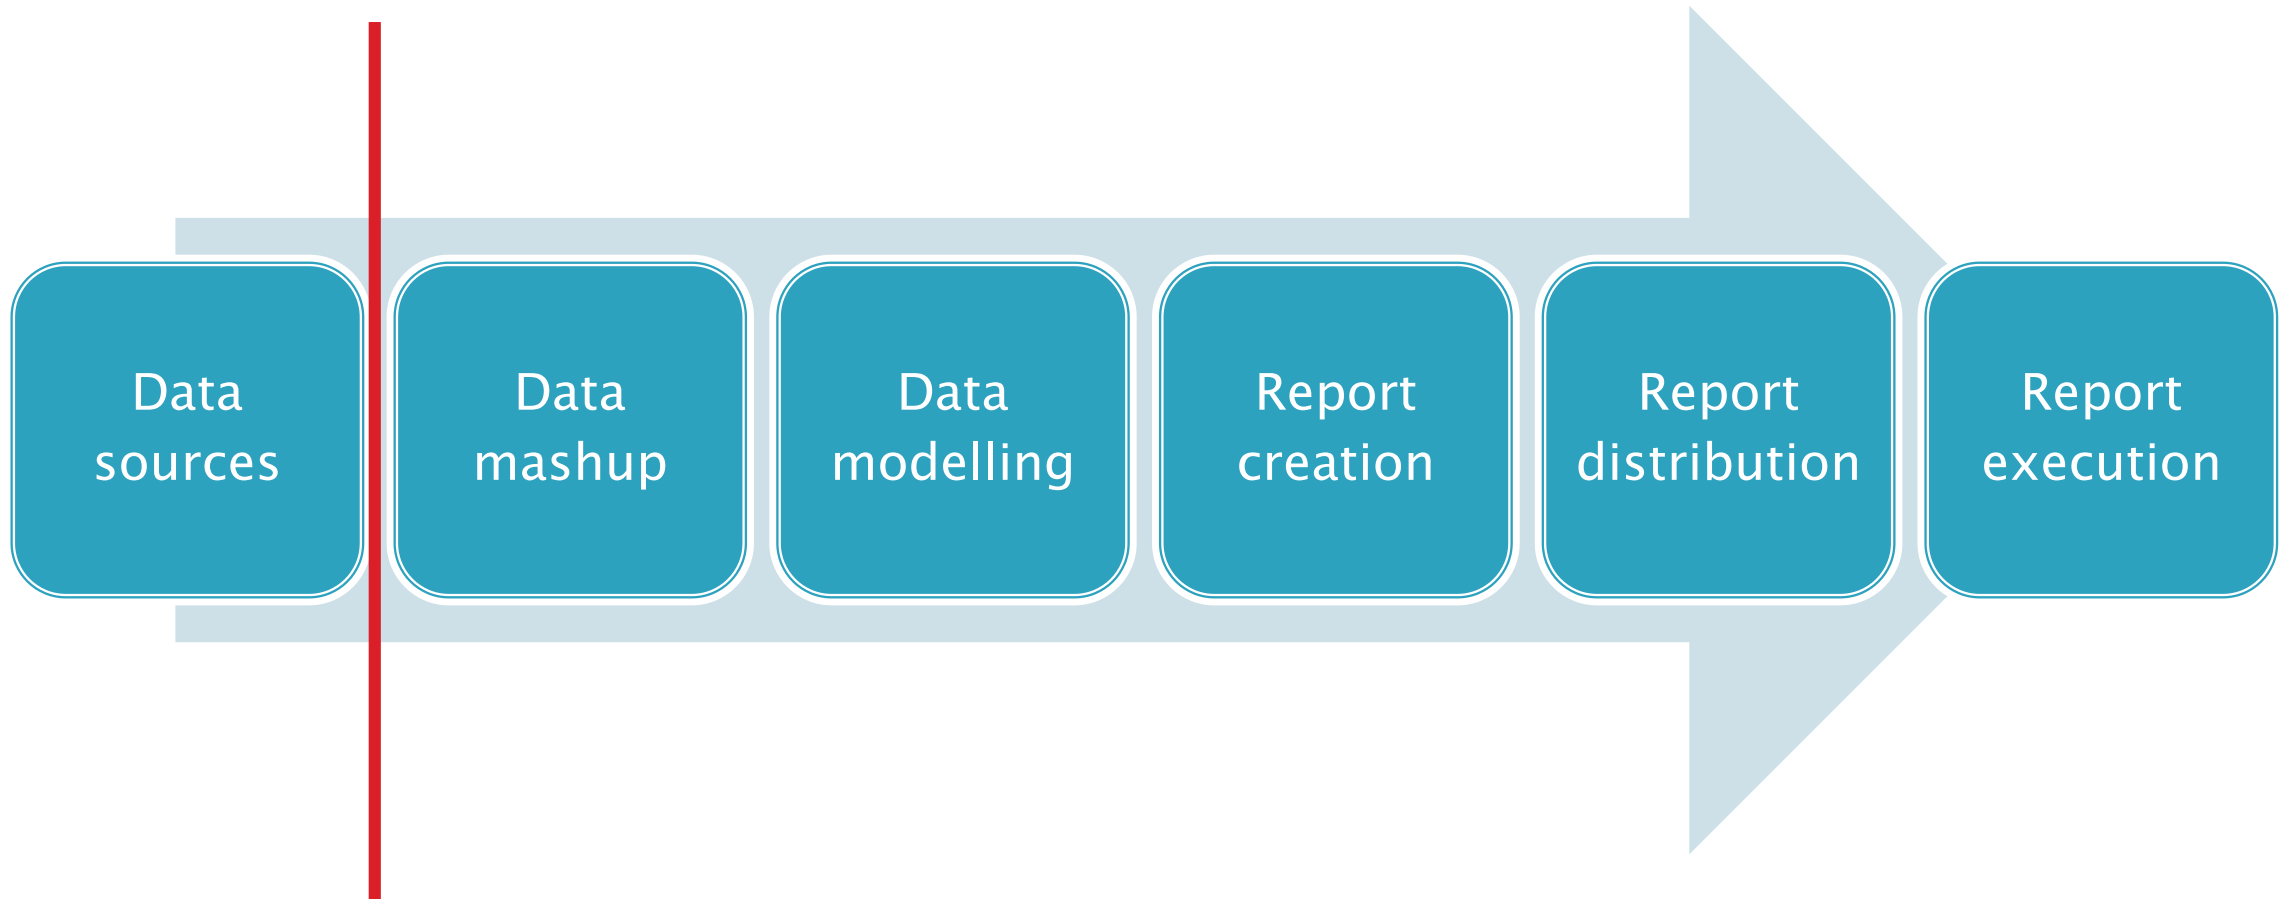 Data
sources
Data
mashup
Data
modelling
Report
creation
Report
distribution
Report
execution